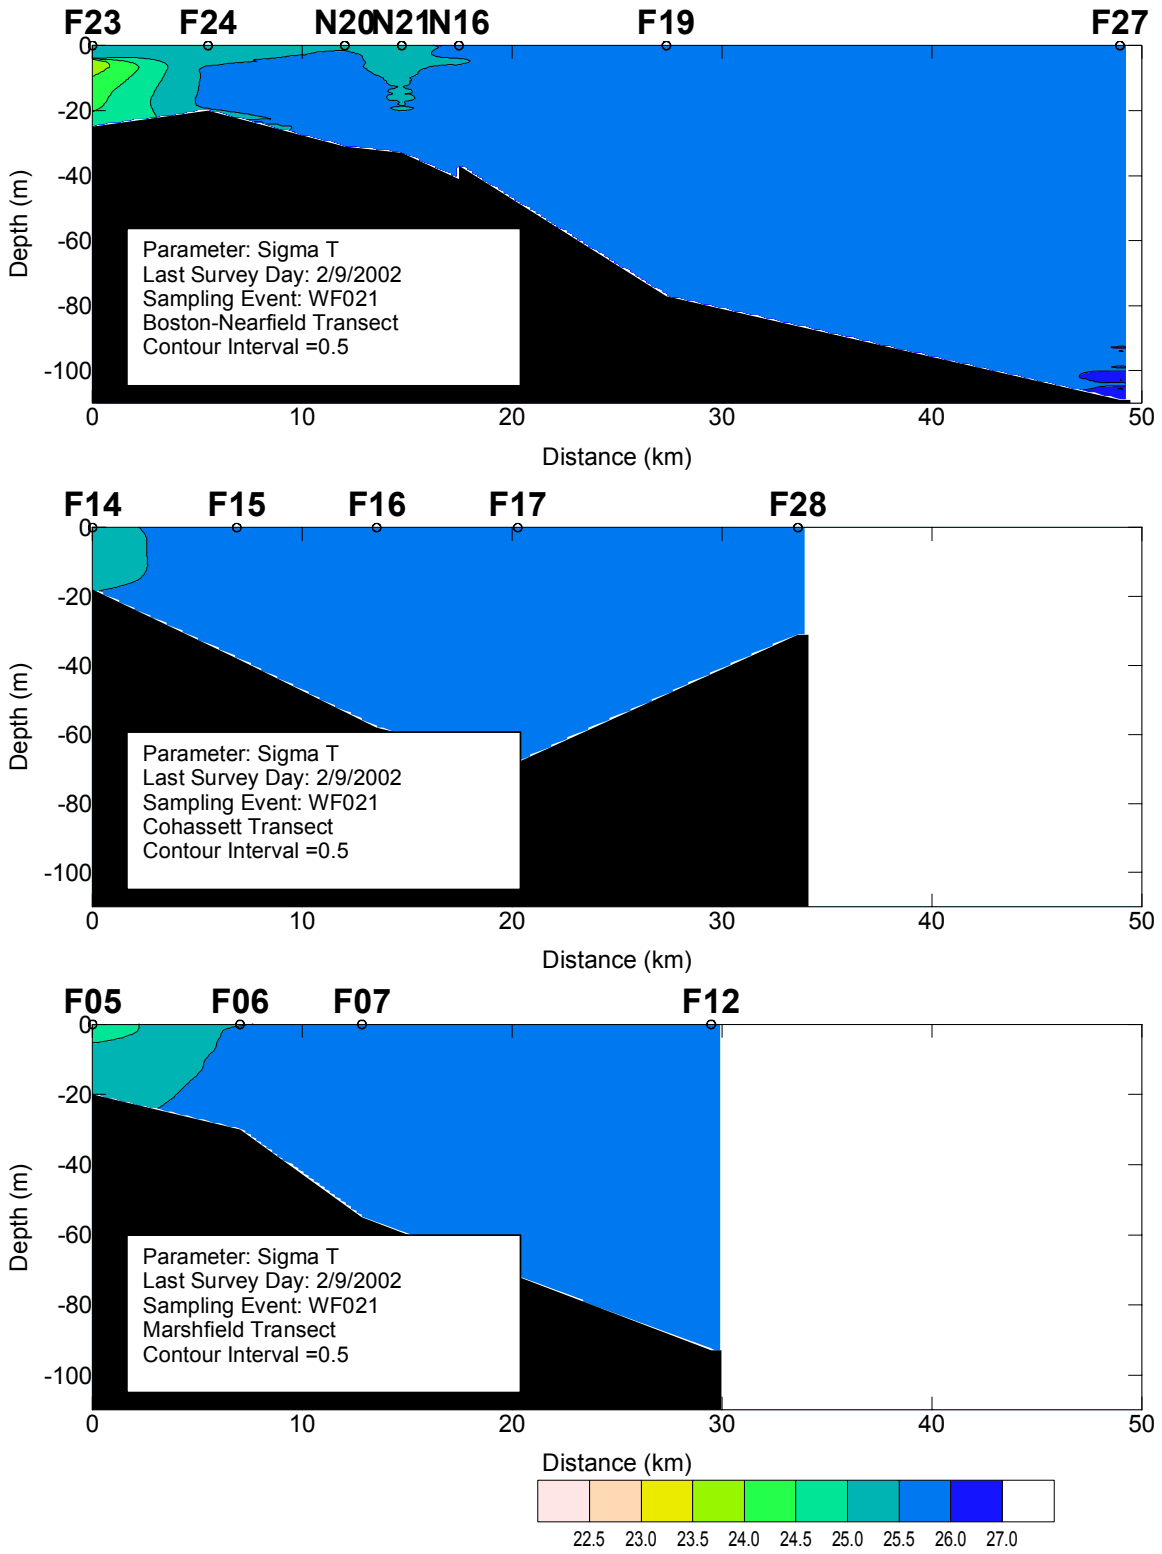 F23 F24 N20 N21 N16 F19 F27
0
-20
-40
-60
-80
-100
Depth (m)
Parameter: Sigma T
Last Survey Day: 2/9/2002
Sampling Event: WF021
Boston-Nearfield Transect
Contour Interval =0.5
0 10 20 30 40 50
Distance (km)
F14 F15 F16 F17 F28
0
-20
-40
-60
-80
-100
Depth (m)
Parameter: Sigma T
Last Survey Day: 2/9/2002
Sampling Event: WF021
Cohassett Transect
Contour Interval =0.5
0 10 20 30 40 50
Distance (km)
F05 F06 F07 F12
0
-20
-40
-60
-80
-100
Depth (m)
Parameter: Sigma T
Last Survey Day: 2/9/2002
Sampling Event: WF021
Marshfield Transect
Contour Interval =0.5
0 10 20 30 40 50
Distance (km)
22.5 23.0 23.5 24.0 24.5 25.0 25.5 26.0 27.0